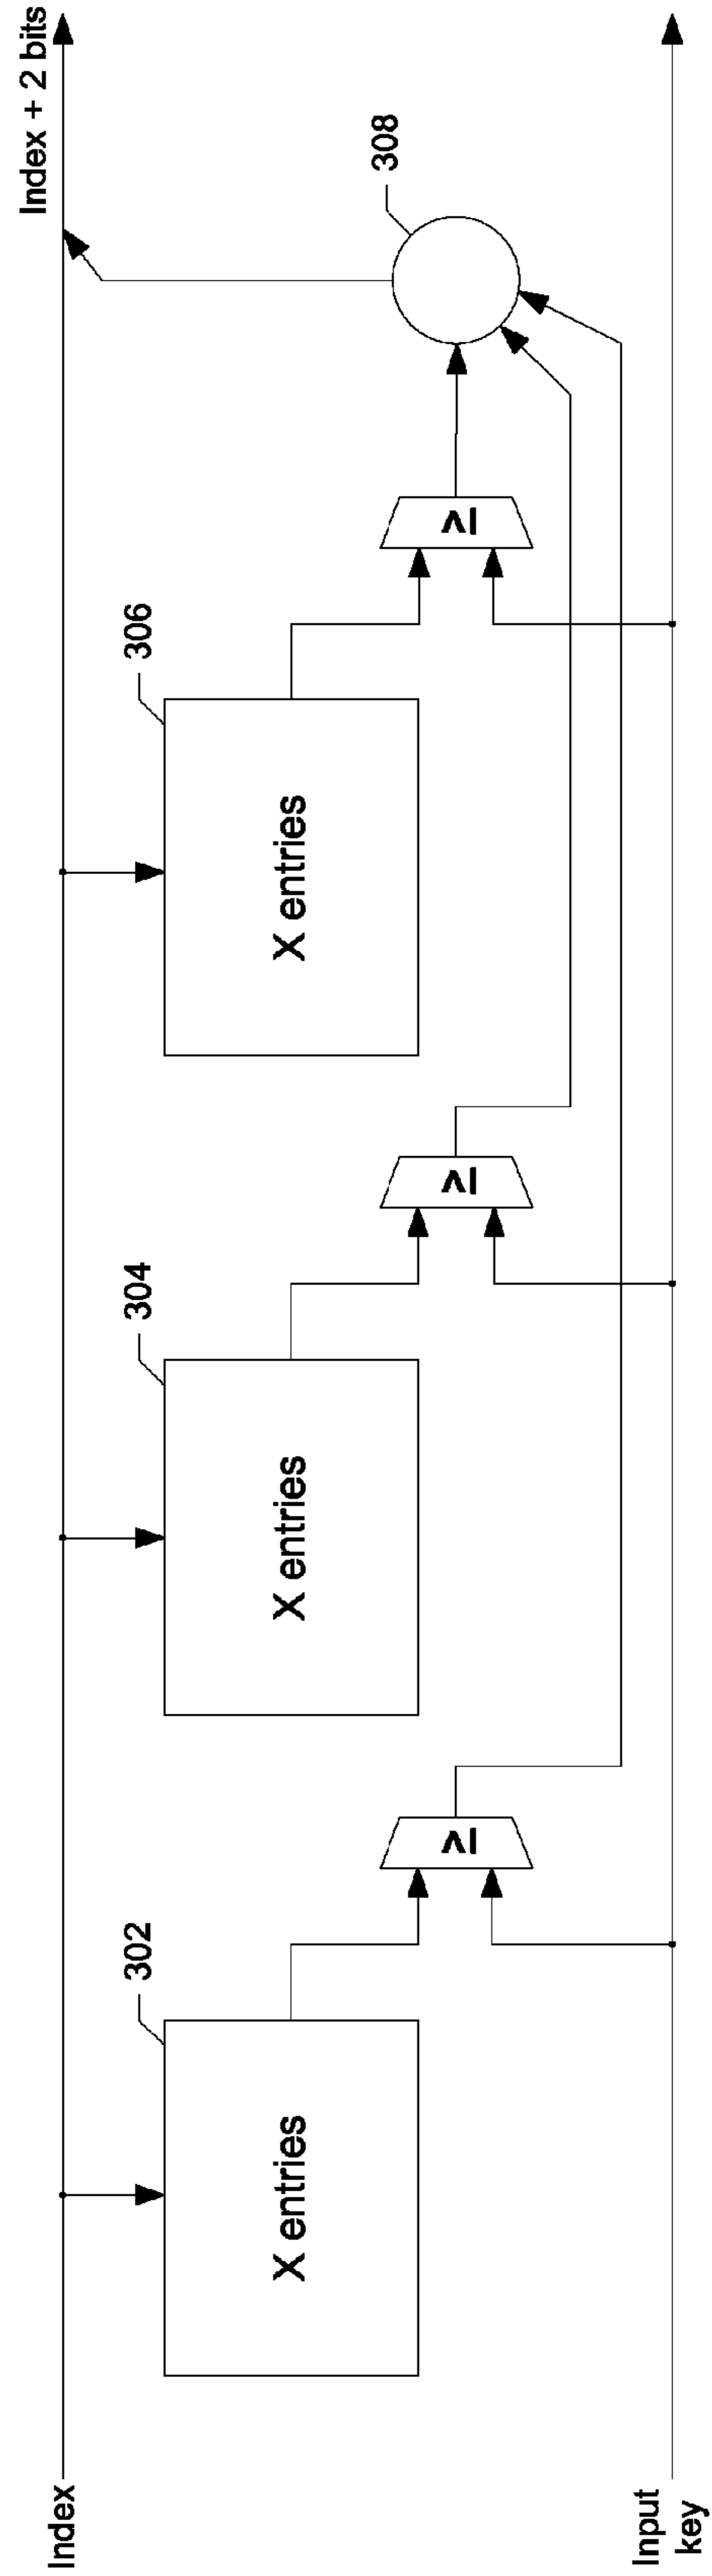 Index
Index + 2 bits
302
304
306
X entries
X entries
X entries
308
≥
≥
≥
Input
key